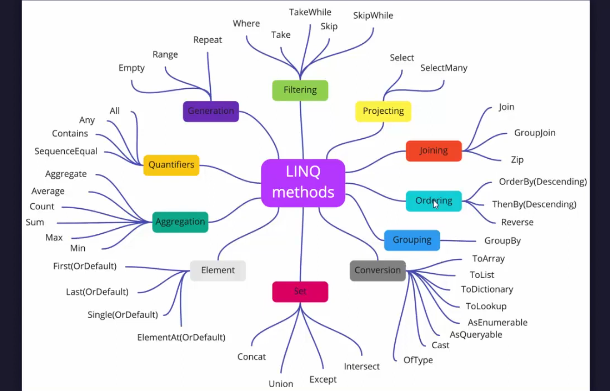 LINQ
methods
Filtering
Where
Take
TakeWhile
Skip
SkipWhile
Projecting
Select
SelectMany
Joining
Join
GroupJoin
Zip
Ordering
OrderBy(Descending)
ThenBy(Descending)
Reverse
Grouping
GroupBy
Conversion
ToArray
ToList
ToDictionary
ToLookup
AsEnumerable
AsQueryable
Cast
OfType
Set
Concat
Union
Except
Intersect
Element
First(OrDefault)
Last(OrDefault)
Single(OrDefault)
ElementAt(OrDefault)
Aggregation
Aggregate
Average
Count
Sum
Max
Min
Quantifiers
All
Any
Contains
SequenceEqual
Generation
Empty
Range
Repeat